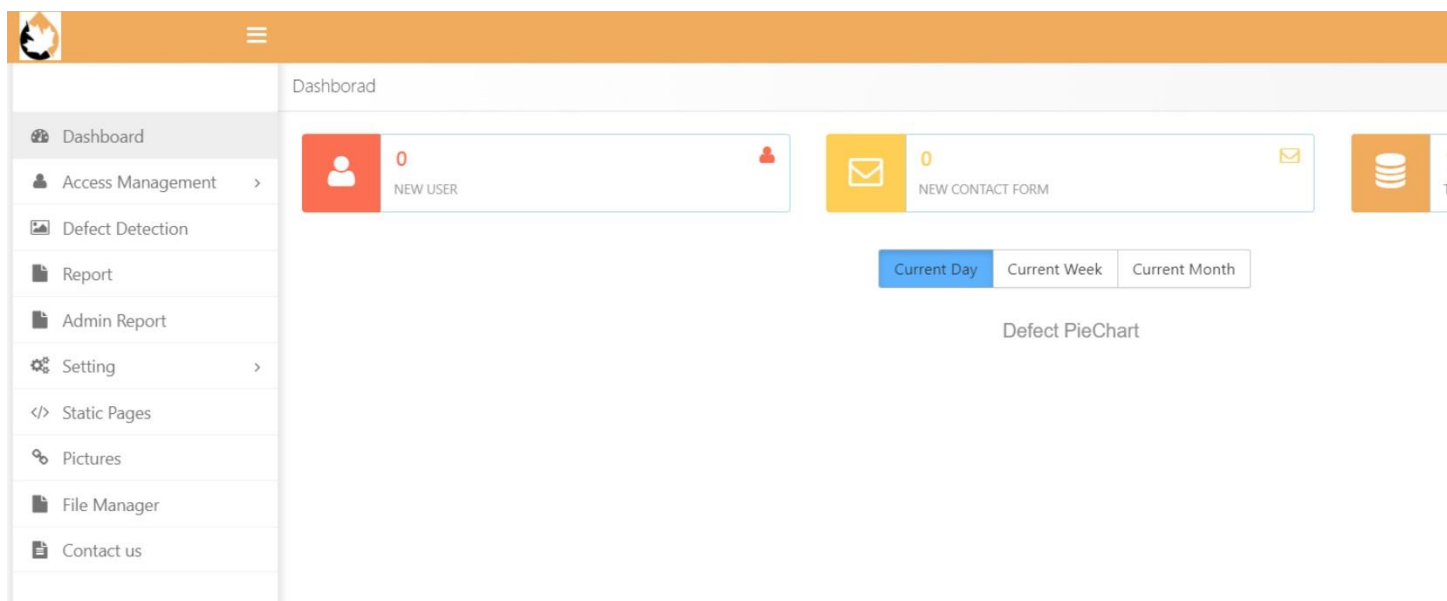 Dashborad
Dashboard
Access Management
Defect Detection
Report
Admin Report
Setting
Static Pages
Pictures
File Manager
Contact us
0
NEW USER
0
NEW CONTACT FORM
Current Day Current Week Current Month
Defect PieChart